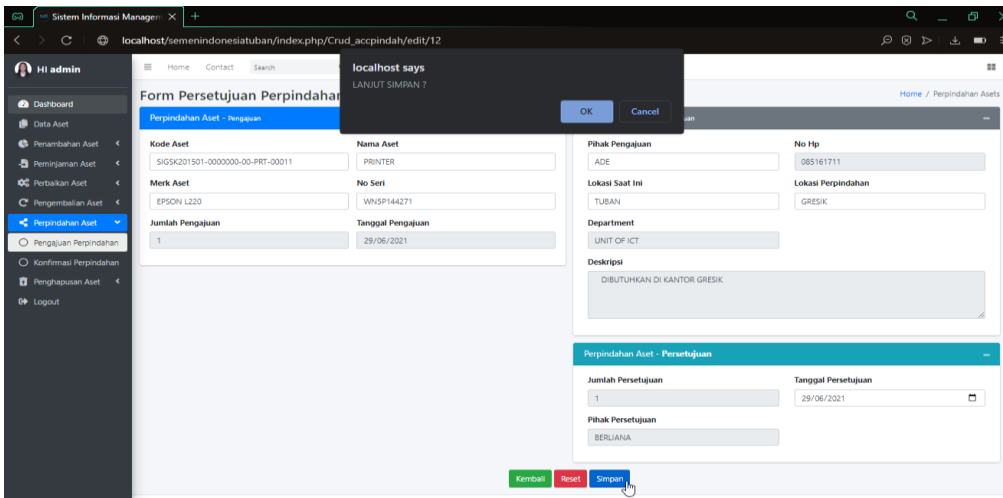 Sistem Informasi Managem
localhost/semenindonesiatuban/index.php/Crud_accpindah/edit/12
HI admin
Home Contact Search
localhost says
LANJUT SIMPAN ?
OK Cancel
Form Persetujuan Perpindahan
Home / Perpindahan Asets
Dashboard
Data Aset
Penambahan Aset
Peminjaman Aset
Perbaikan Aset
Pengembalian Aset
Perpindahan Aset
Pengajuan Perpindahan
Konfirmasi Perpindahan
Penghapusan Aset
Logout
Perpindahan Aset - Pengajuan
Kode Aset Nama Aset
SIGSK201501-0000000-00-PRT-00011 PRINTER
Merk Aset No Seri
EPSON L220 WN5P144271
Jumlah Pengajuan Tanggal Pengajuan
1 29/06/2021
Pihak Pengajuan No Hp
ADE 085161711
Lokasi Saat Ini Lokasi Perpindahan
TUBAN GRESIK
Department
UNIT OF ICT
Deskripsi
DIBUTUHKAN DI KANTOR GRESIK
Perpindahan Aset - Persetujuan
Jumlah Persetujuan Tanggal Persetujuan
1 29/06/2021
Pihak Persetujuan
BERLIANA
Kembali Reset Simpan